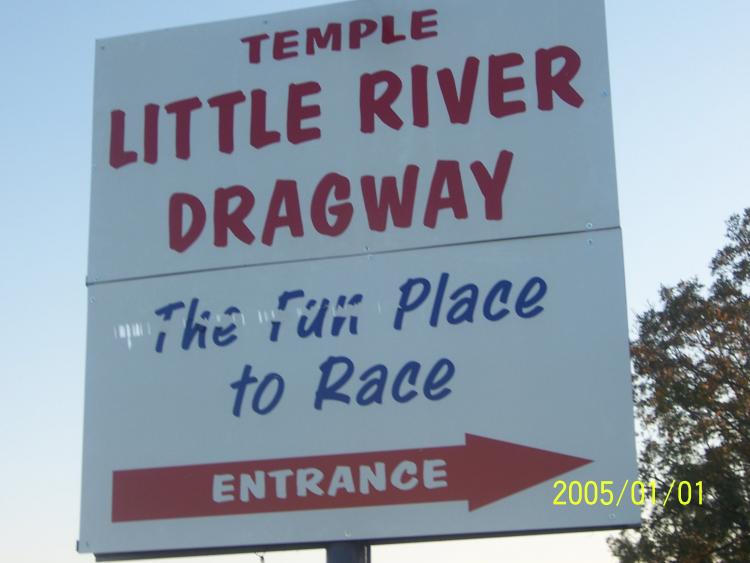 TEMPLE
LITTLE RIVER
DRAGWAY
The Fun Place
to Race
ENTRANCE
2005/01/01